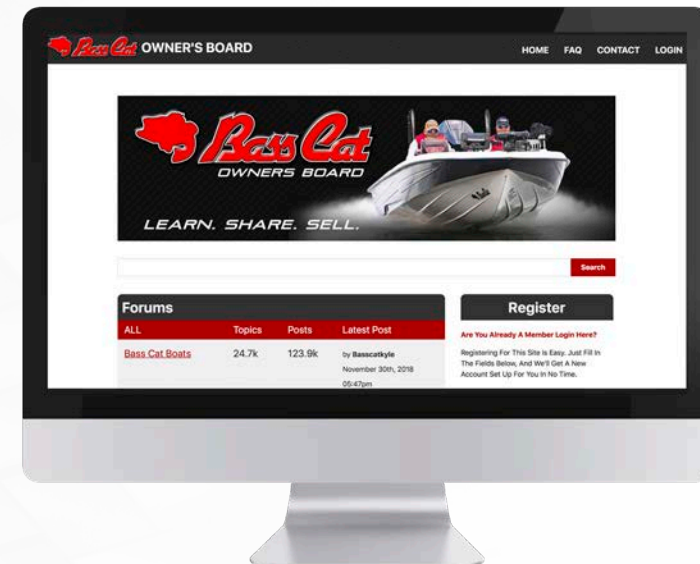 Bass Cat OWNER'S BOARD
HOME FAQ CONTACT LOGIN
Bass Cat
OWNERS BOARD
LEARN. SHARE. SELL.
Search
Forums
ALL Topics Posts Latest Post
Bass Cat Boats 24.7k 123.9k by Basscatkyle
November 30th, 2018
05:47pm
Register
Are You Already A Member Login Here?
Registering For This Site Is Easy. Just Fill In
The Fields Below, And We'll Get A New
Account Set Up For You In No Time.